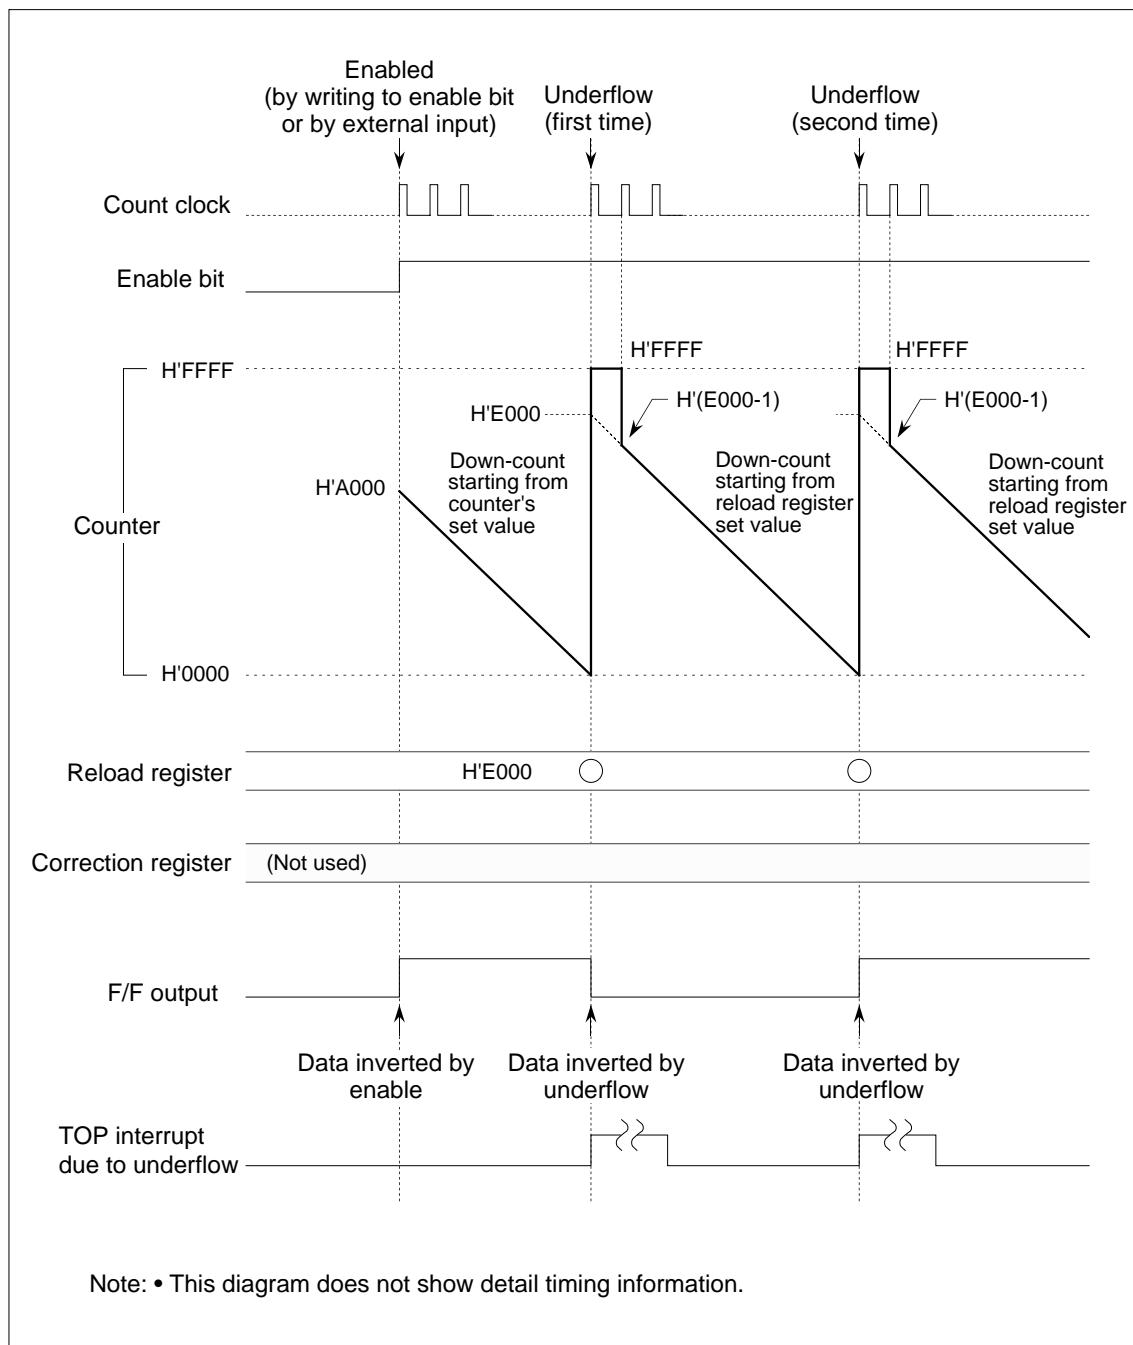 Enabled
(by writing to enable bit
or by external input)
Underflow
(first time)
Underflow
(second time)
Count clock
Enable bit
H'FFFF
H'FFFF
H'FFFF
H'E000
H'(E000-1)
H'(E000-1)
H'A000
Down-count
starting from
counter's
set value
Down-count
starting from
reload register
set value
Down-count
starting from
reload register
set value
Counter
H'0000
Reload register
H'E000
Correction register
(Not used)
F/F output
Data inverted by
enable
Data inverted by
underflow
Data inverted by
underflow
TOP interrupt
due to underflow
Note: • This diagram does not show detail timing information.